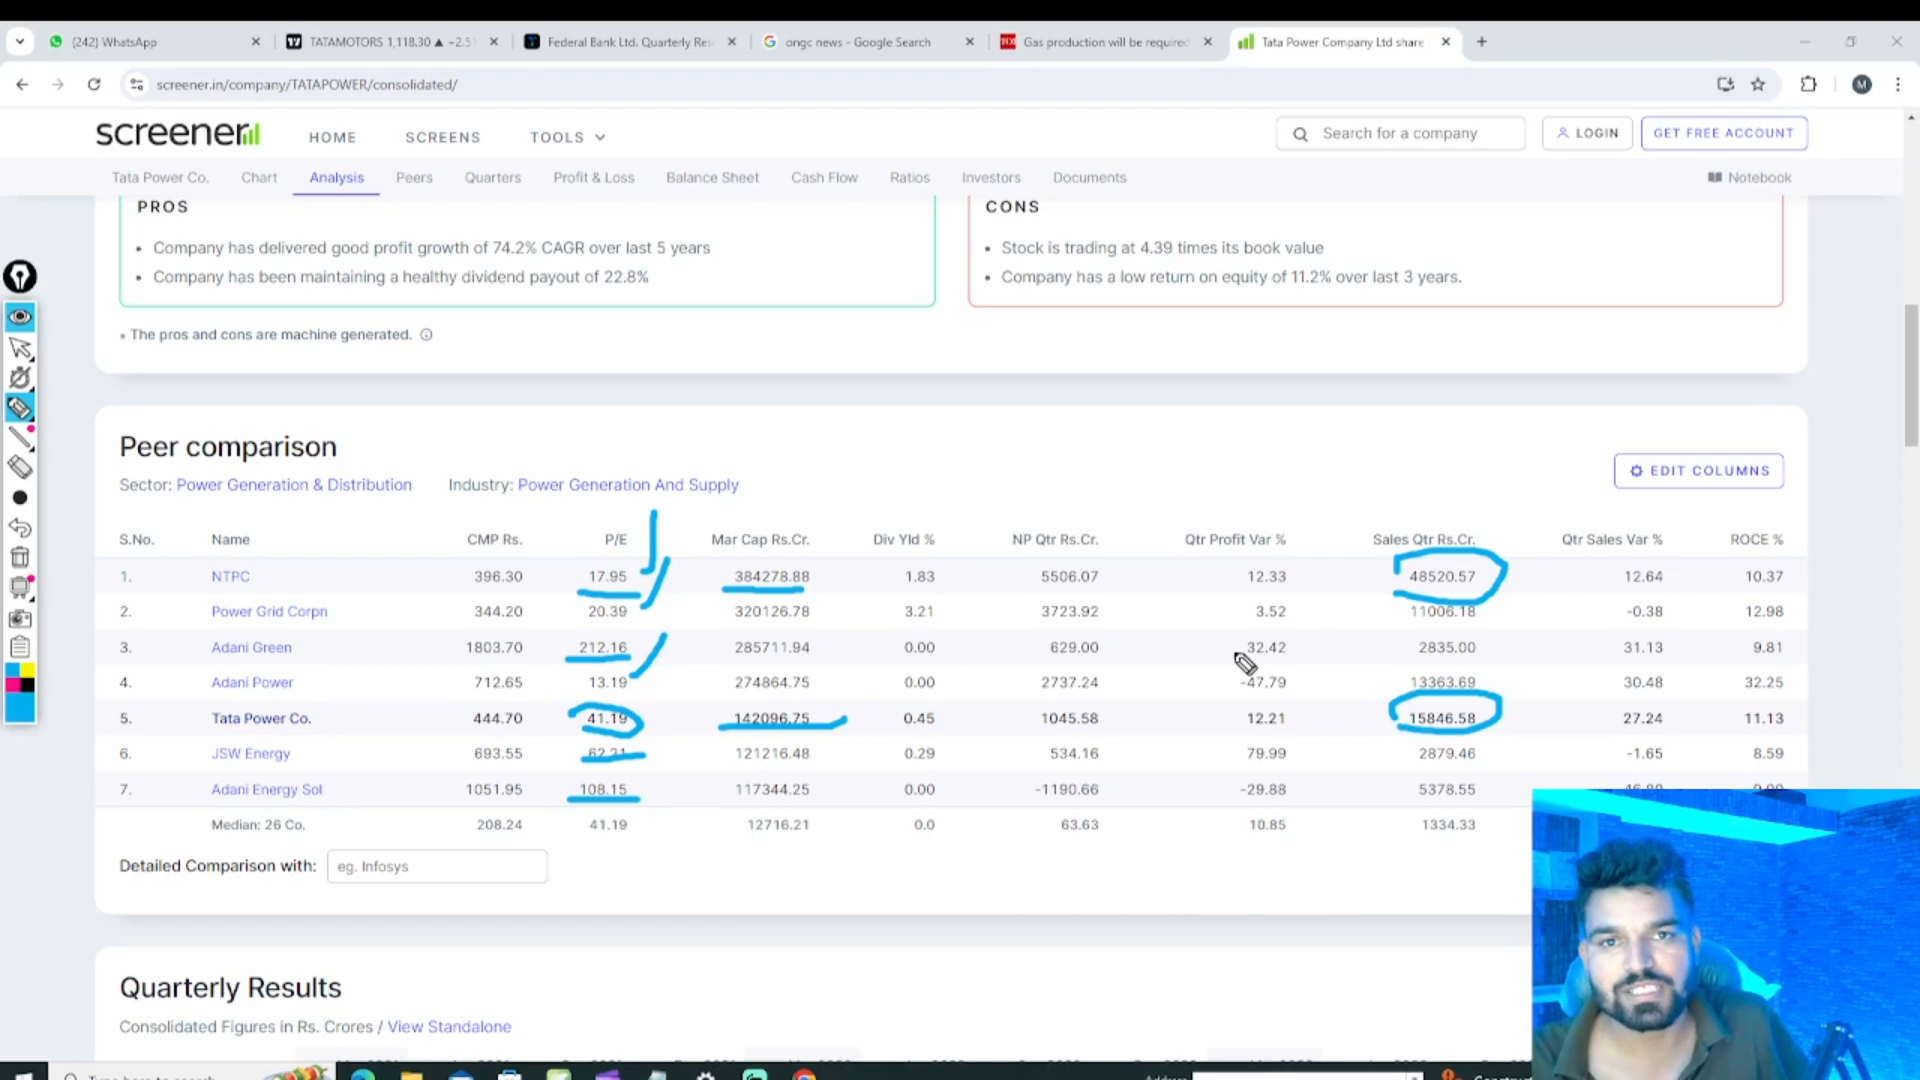 (242) WhatsApp
TATAMOTORS 1,118.30 ▲ −2.5
Federal Bank Ltd. Quarterly Res
ongc news - Google Search
Gas production will be required
Tata Power Company Ltd share
screener.in/company/TATAPOWER/consolidated/
M
screener
HOME SCREENS TOOLS
Search for a company
LOGIN
GET FREE ACCOUNT
Tata Power Co. Chart Analysis Peers Quarters Profit & Loss Balance Sheet Cash Flow Ratios Investors Documents Notebook
PROS
• Company has delivered good profit growth of 74.2% CAGR over last 5 years
• Company has been maintaining a healthy dividend payout of 22.8%
CONS
• Stock is trading at 4.39 times its book value
• Company has a low return on equity of 11.2% over last 3 years.
* The pros and cons are machine generated.
Peer comparison
Sector: Power Generation & Distribution Industry: Power Generation And Supply
EDIT COLUMNS
S.No. Name CMP Rs. P/E Mar Cap Rs.Cr. Div Yld % NP Qtr Rs.Cr. Qtr Profit Var % Sales Qtr Rs.Cr. Qtr Sales Var % ROCE %
1. NTPC 396.30 17.95 384278.88 1.83 5506.07 12.33 48520.57 12.64 10.37
2. Power Grid Corpn 344.20 20.39 320126.78 3.21 3723.92 3.52 11006.18 -0.38 12.98
3. Adani Green 1803.70 212.16 285711.94 0.00 629.00 32.42 2835.00 31.13 9.81
4. Adani Power 712.65 13.19 274864.75 0.00 2737.24 -47.79 13363.69 30.48 32.25
5. Tata Power Co. 444.70 41.19 142096.75 0.45 1045.58 12.21 15846.58 27.24 11.13
6. JSW Energy 693.55 62.21 121216.48 0.29 534.16 79.99 2879.46 -1.65 8.59
7. Adani Energy Sol 1051.95 108.15 117344.25 0.00 -1190.66 -29.88 5378.55
Median: 26 Co. 208.24 41.19 12716.21 0.0 63.63 10.85 1334.33
Detailed Comparison with: eg. Infosys
Quarterly Results
Consolidated Figures in Rs. Crores / View Standalone